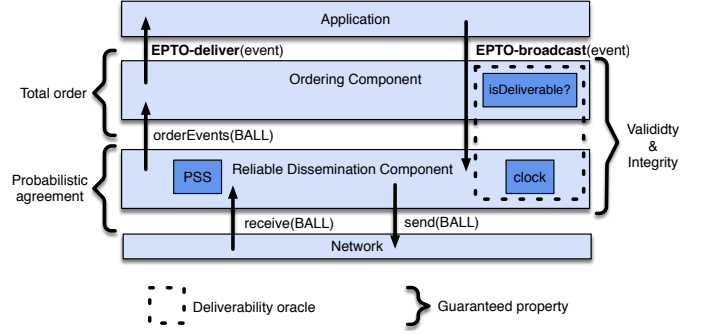 Application
EPTO-deliver(event)
EPTO-broadcast(event)
Total order
Ordering Component
isDeliverable?
orderEvents(BALL)
Validity
&
Integrity
Probabilistic
agreement
PSS
Reliable Dissemination Component
clock
receive(BALL)
send(BALL)
Network
Deliverability oracle
Guaranteed property